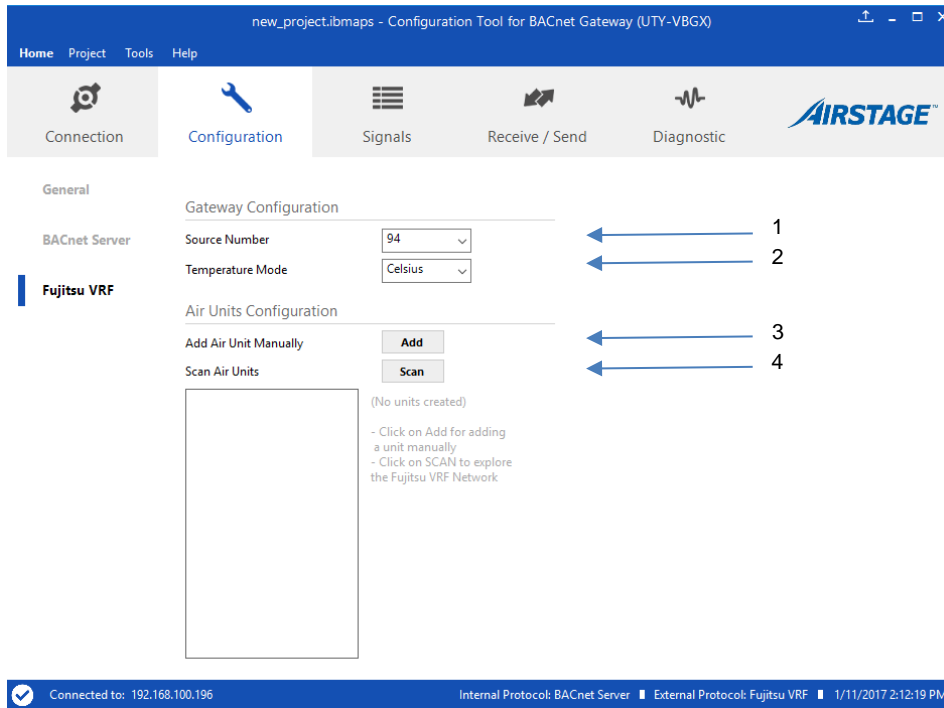 new_project.ibmaps - Configuration Tool for BACnet Gateway (UTY-VBGX)
Home Project Tools Help
Connection Configuration Signals Receive / Send Diagnostic AIRSTAGE™
General
Gateway Configuration
BACnet Server Source Number 94 1
Temperature Mode Celsius 2
Fujitsu VRF
Air Units Configuration
Add Air Unit Manually Add 3
Scan Air Units Scan 4
(No units created)
- Click on Add for adding
a unit manually
- Click on SCAN to explore
the Fujitsu VRF Network
Connected to: 192.168.100.196 Internal Protocol: BACnet Server External Protocol: Fujitsu VRF 1/11/2017 2:12:19 PM